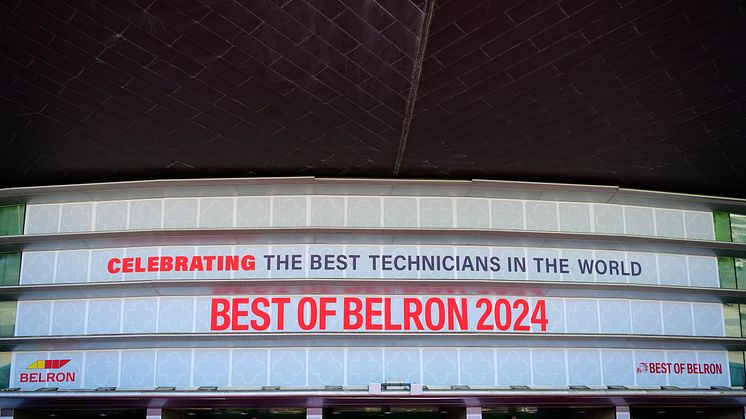 CELEBRATING THE BEST TECHNICIANS IN THE WORLD
BEST OF BELRON 2024
BELRON
BEST OF BELRON